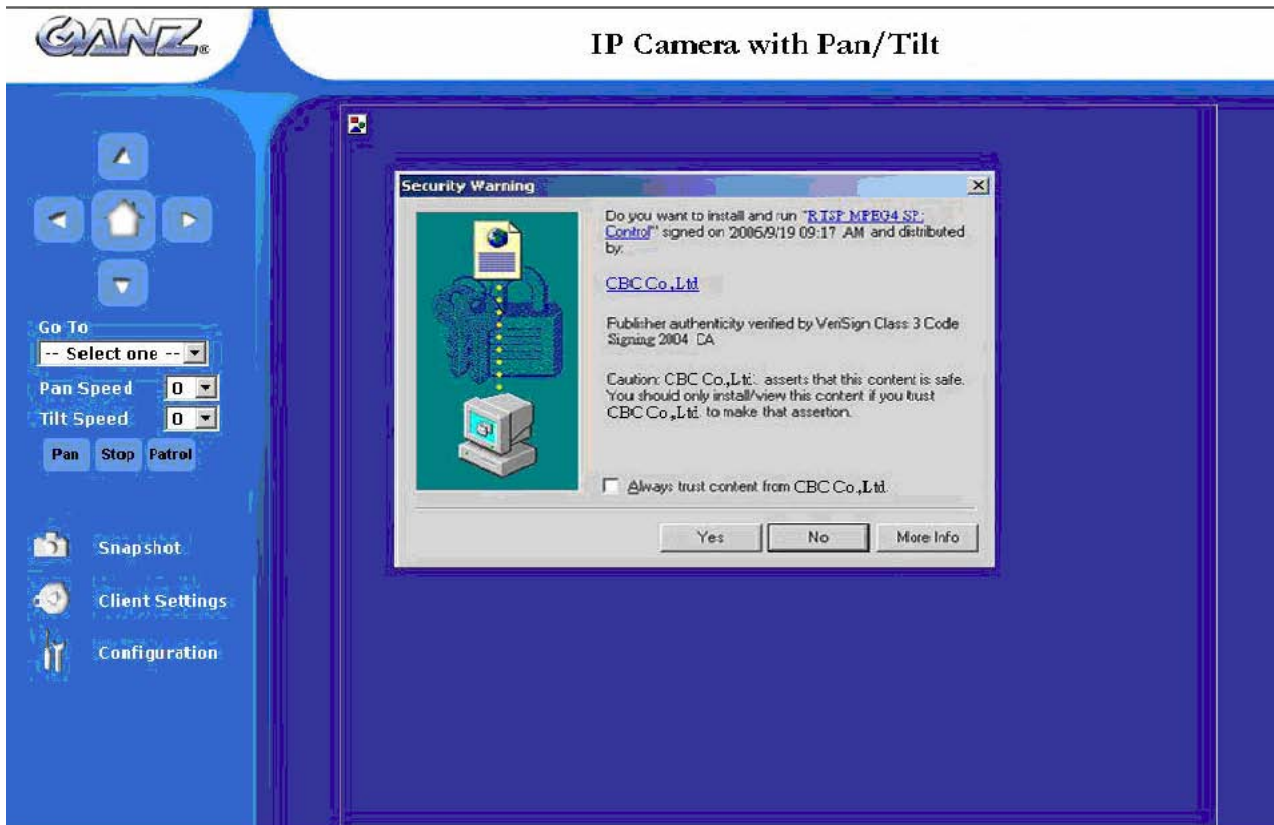 GANZ®
IP Camera with Pan/Tilt
Go To
-- Select one --
Pan Speed 0
Tilt Speed 0
Pan Stop Patrol
Snapshot
Client Settings
Configuration
Security Warning
Do you want to install and run "RTSP MPEG4 SP
Control" signed on 2006/9/19 09:17 AM and distributed
by:
CBC Co.,Ltd
Publisher authenticity verified by VeriSign Class 3 Code
Signing 2004 CA
Caution: CBC Co.,Ltd. asserts that this content is safe.
You should only install/view this content if you trust
CBC Co.,Ltd. to make that assertion.
Always trust content from CBC Co.,Ltd.
Yes No More Info